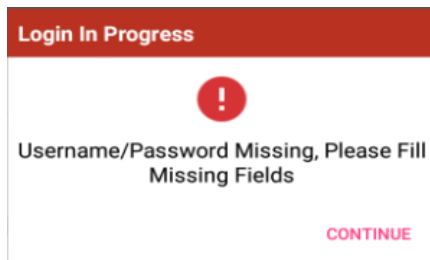 Login In Progress
Username/Password Missing, Please Fill
Missing Fields
CONTINUE